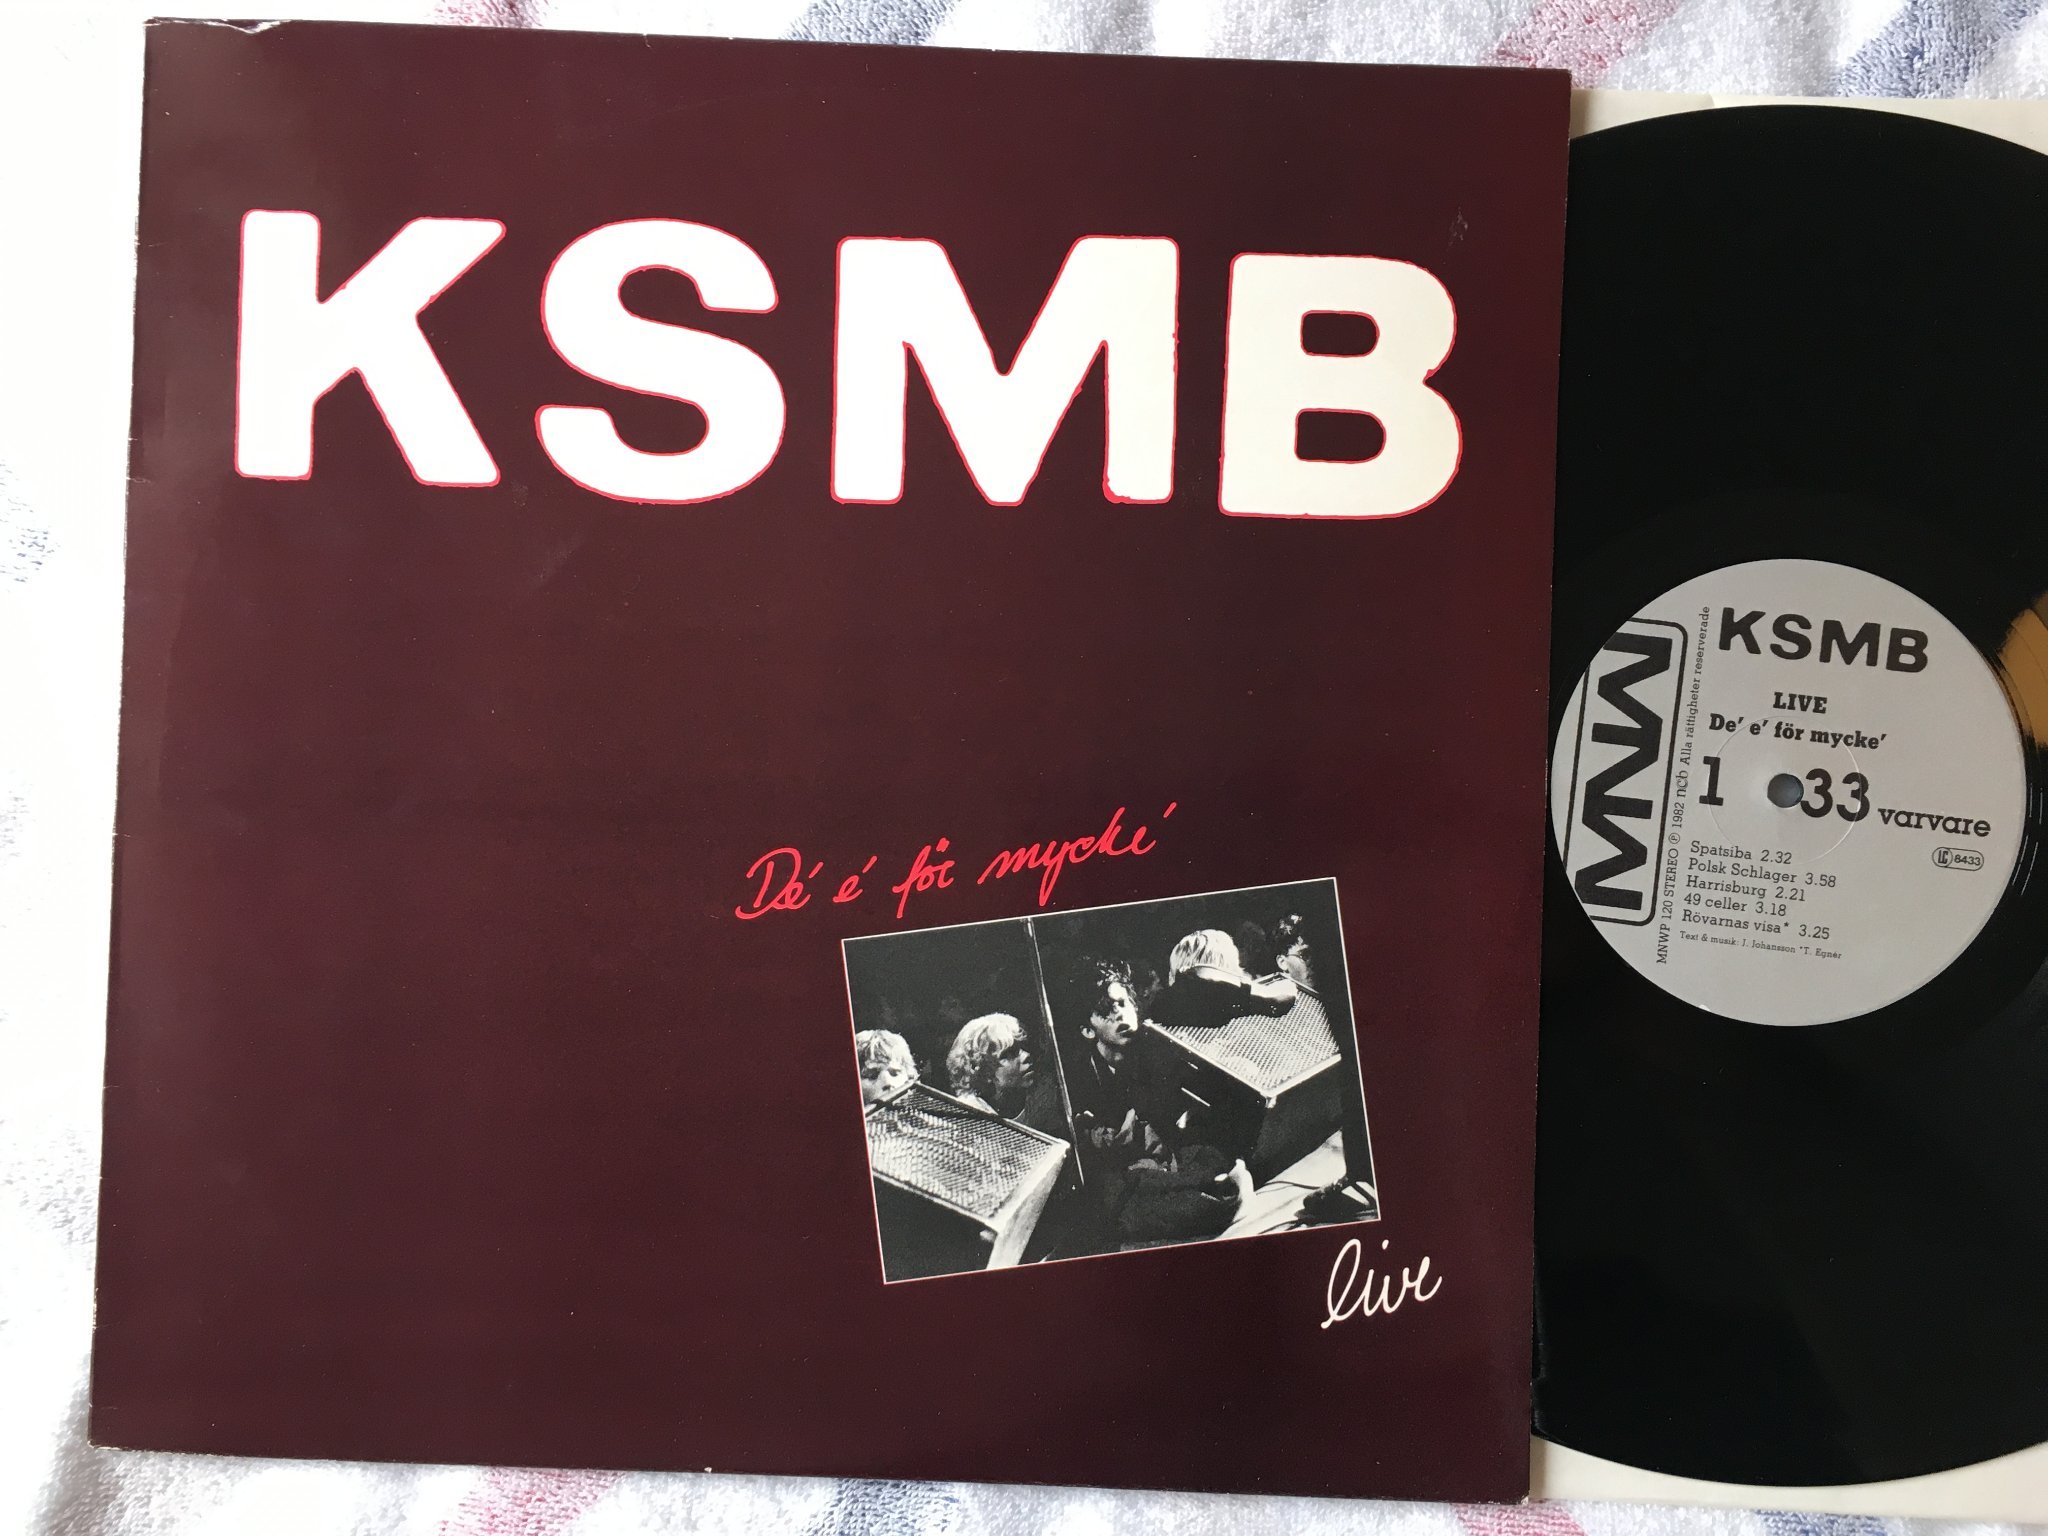 KSMB
Dé é för mycké
live
KSMB
LIVE
De' e' för mycke'
1 33 varvare
Spatsiba 2.32
Polsk Schlager 3.58
Harrisburg 2.21
49 celler 3.18
Rövarnas visa* 3.25
Text & musik: J. Johansson *T. Egnér
LC 8433
MNW
MNWP 120 STEREO Ⓟ 1982 ncb Alla rättigheter reserverade